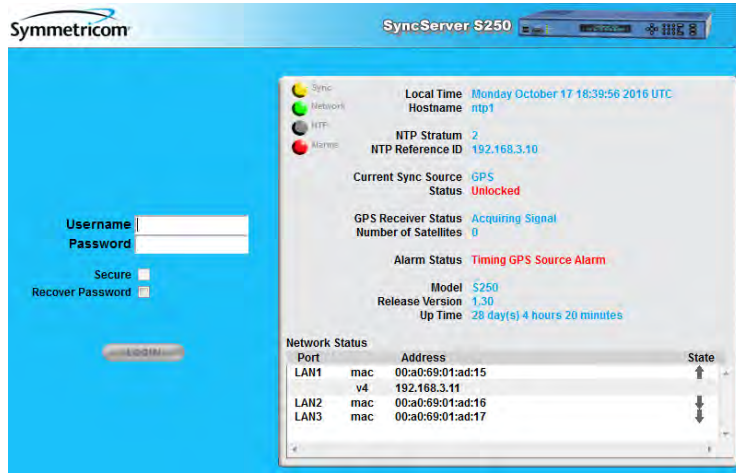 Symmetricom
SyncServer S250
Sync
Network
NTP
Alarms
Local Time Monday October 17 18:39:56 2016 UTC
Hostname ntp1
NTP Stratum 2
NTP Reference ID 192.168.3.10
Current Sync Source GPS
Status Unlocked
GPS Receiver Status Acquiring Signal
Number of Satellites 0
Alarm Status Timing GPS Source Alarm
Model S250
Release Version 1.30
Up Time 28 day(s) 4 hours 20 minutes
Username
Password
Secure
Recover Password
LOGIN
Network Status
Port Address State
LAN1 mac 00:a0:69:01:ad:15
v4 192.168.3.11
LAN2 mac 00:a0:69:01:ad:16
LAN3 mac 00:a0:69:01:ad:17